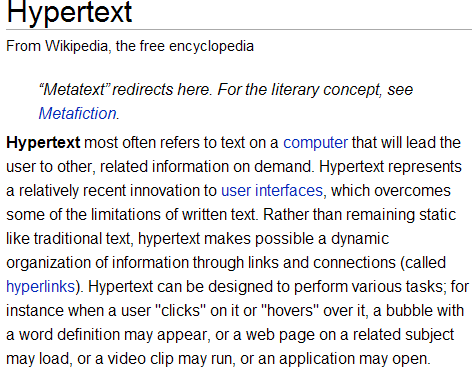 Hypertext
From Wikipedia, the free encyclopedia
“Metatext” redirects here. For the literary concept, see
Metafiction.
Hypertext most often refers to text on a computer that will lead the
user to other, related information on demand. Hypertext represents
a relatively recent innovation to user interfaces, which overcomes
some of the limitations of written text. Rather than remaining static
like traditional text, hypertext makes possible a dynamic
organization of information through links and connections (called
hyperlinks). Hypertext can be designed to perform various tasks; for
instance when a user "clicks" on it or "hovers" over it, a bubble with
a word definition may appear, or a web page on a related subject
may load, or a video clip may run, or an application may open.